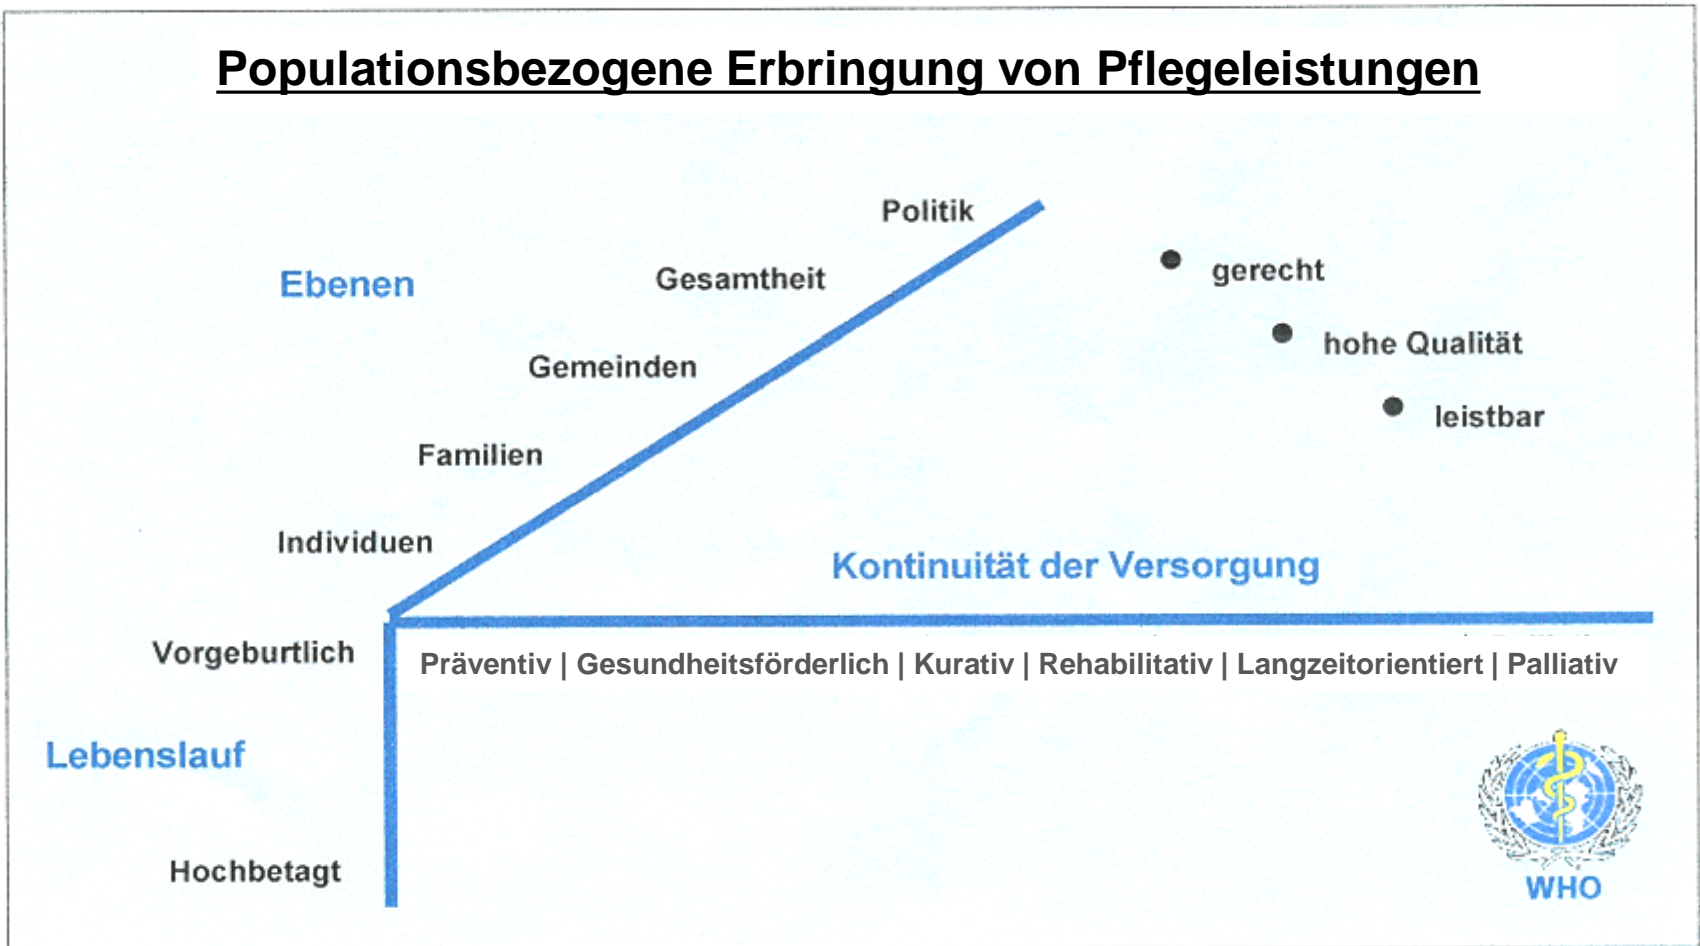 Populationsbezogene Erbringung von Pflegeleistungen
Politik
Ebenen
Gesamtheit
gerecht
Gemeinden
hohe Qualität
leistbar
Familien
Individuen
Kontinuität der Versorgung
Vorgeburtlich
Präventiv | Gesundheitsförderlich | Kurativ | Rehabilitativ | Langzeitorientiert | Palliativ
Lebenslauf
Hochbetagt
WHO